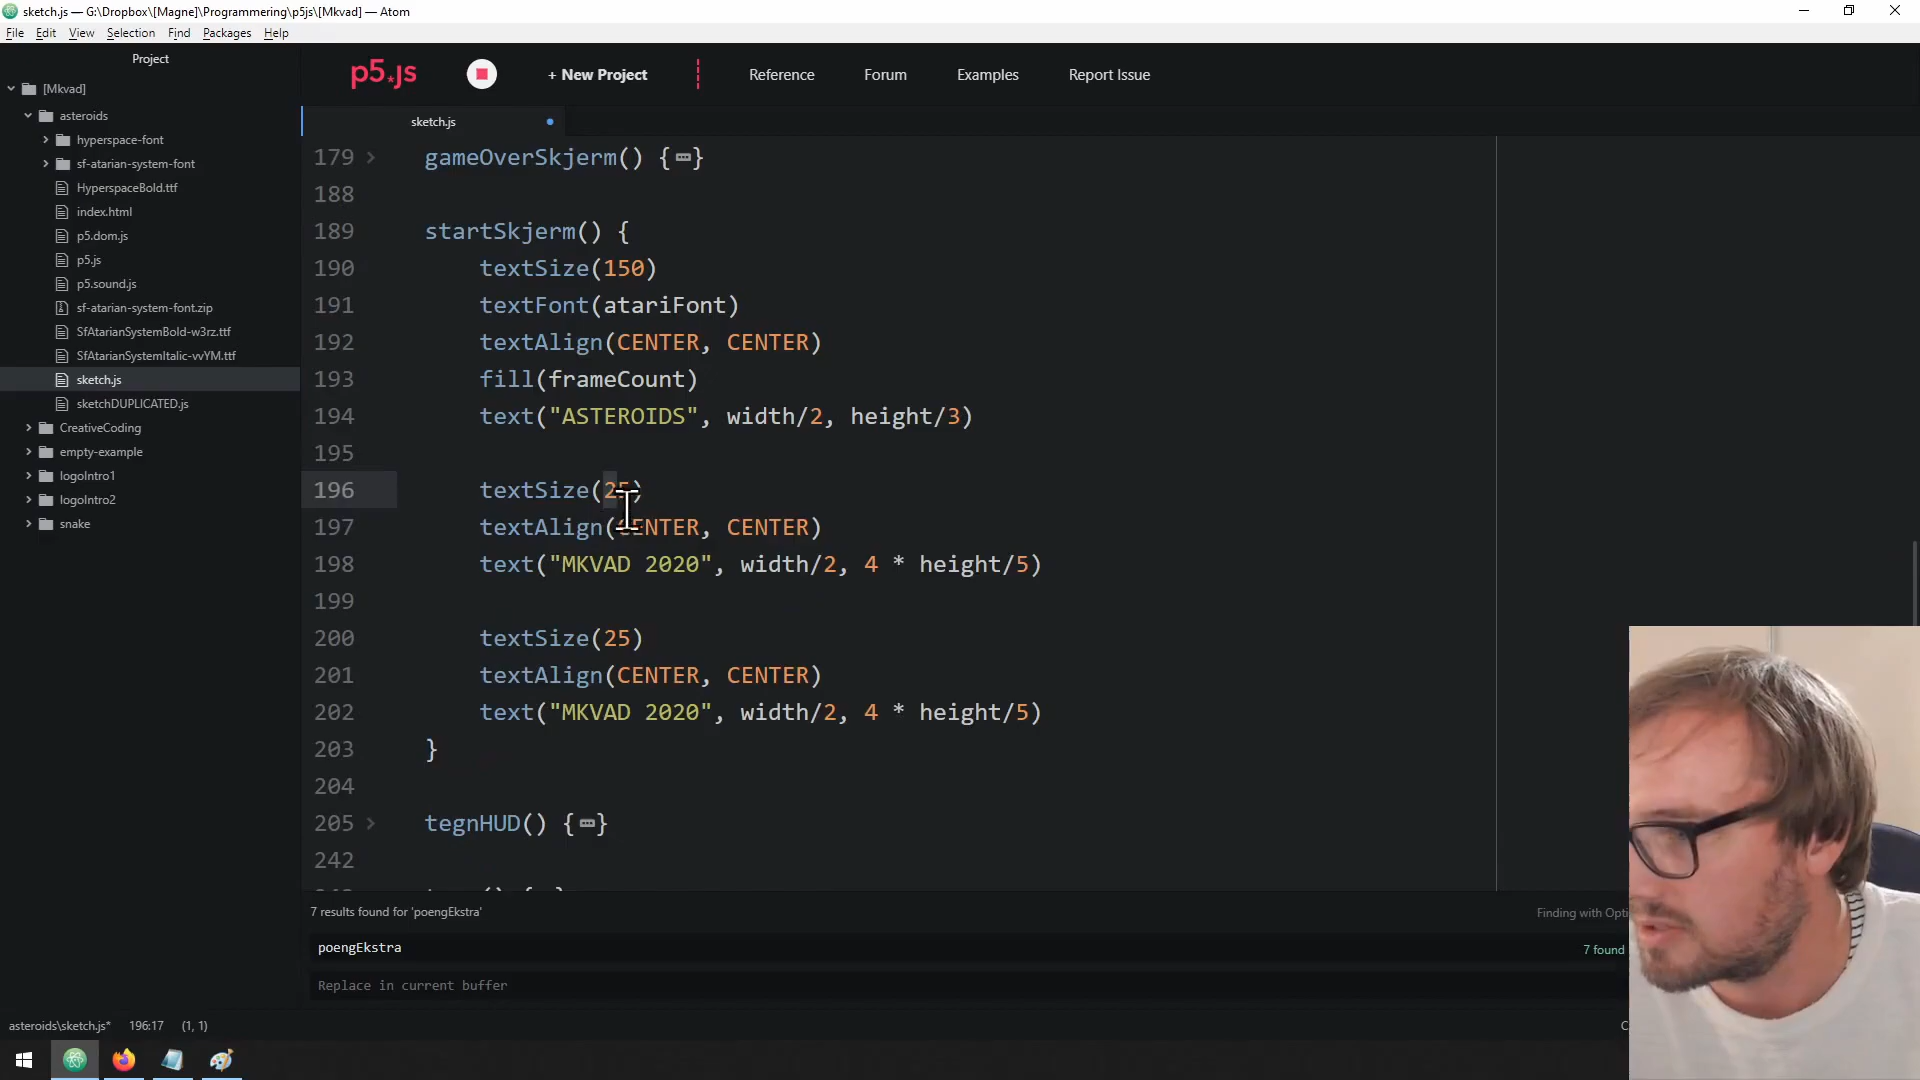 sketch.js — G:\Dropbox\[Magne]\Programmering\p5js\[Mkvad] — Atom
File Edit View Selection Find Packages Help
Project
[Mkvad]
asteroids
hyperspace-font
sf-atarian-system-font
HyperspaceBold.ttf
index.html
p5.dom.js
p5.js
p5.sound.js
sf-atarian-system-font.zip
SfAtarianSystemBold-w3rz.ttf
SfAtarianSystemItalic-vvYM.ttf
sketch.js
sketchDUPLICATED.js
CreativeCoding
empty-example
logoIntro1
logoIntro2
snake
p5*js + New Project Reference Forum Examples Report Issue
sketch.js
179 gameOverSkjerm() {...}
188
189 startSkjerm() {
190 textSize(150)
191 textFont(atariFont)
192 textAlign(CENTER, CENTER)
193 fill(frameCount)
194 text("ASTEROIDS", width/2, height/3)
195
196 textSize(25)
197 textAlign(CENTER, CENTER)
198 text("MKVAD 2020", width/2, 4 * height/5)
199
200 textSize(25)
201 textAlign(CENTER, CENTER)
202 text("MKVAD 2020", width/2, 4 * height/5)
203 }
204
205 tegnHUD() {...}
242
7 results found for 'poengEkstra'
Finding with Opti
poengEkstra
7 found
Replace in current buffer
asteroids\sketch.js* 196:17 (1, 1)